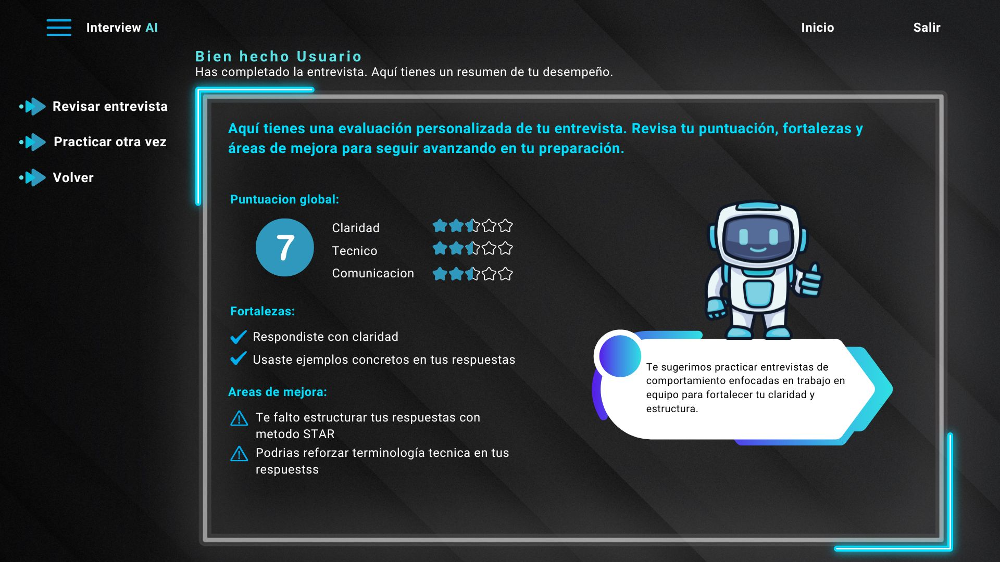 Interview AI
Inicio
Salir
Bien hecho Usuario
Has completado la entrevista. Aquí tienes un resumen de tu desempeño.
Revisar entrevista
Practicar otra vez
Volver
Aquí tienes una evaluación personalizada de tu entrevista. Revisa tu puntuación, fortalezas y
áreas de mejora para seguir avanzando en tu preparación.
Puntuacion global:
7
Claridad
Tecnico
Comunicacion
Fortalezas:
Respondiste con claridad
Usaste ejemplos concretos en tus respuestas
Areas de mejora:
Te falto estructurar tus respuestas con
metodo STAR
Podrias reforzar terminología tecnica en tus
respuestss
Te sugerimos practicar entrevistas de
comportamiento enfocadas en trabajo en
equipo para fortalecer tu claridad y
estructura.